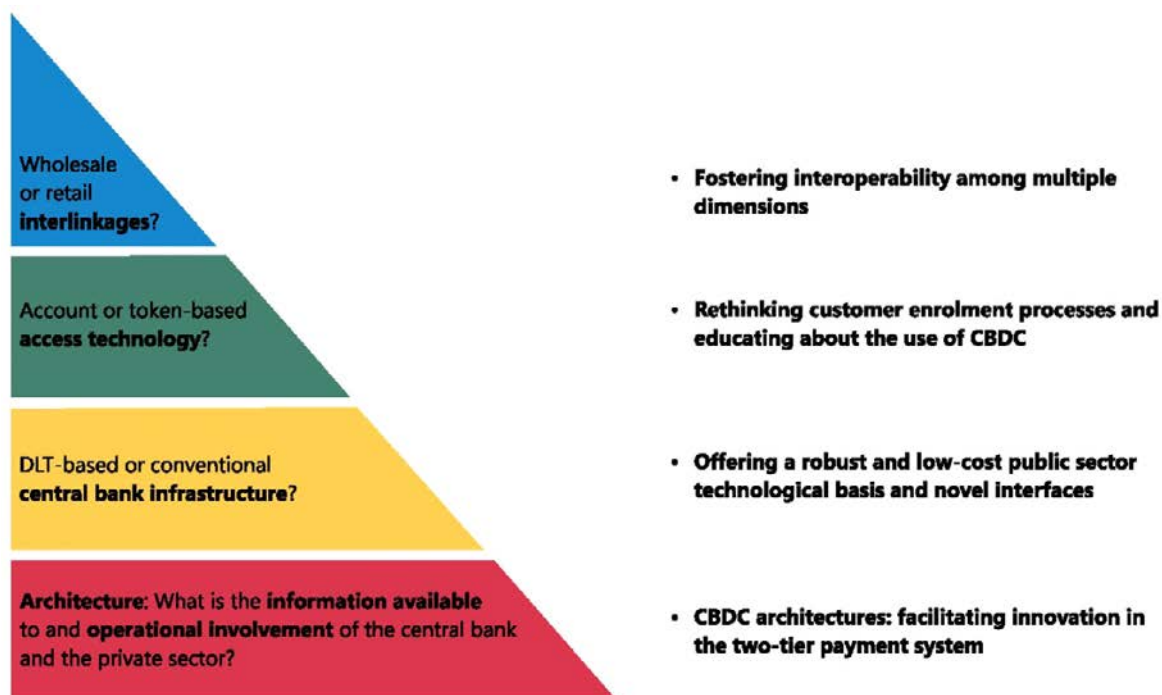 Wholesale
or retail
interlinkages?
• Fostering interoperability among multiple
dimensions
Account or token-based
access technology?
• Rethinking customer enrolment processes and
educating about the use of CBDC
DLT-based or conventional
central bank infrastructure?
• Offering a robust and low-cost public sector
technological basis and novel interfaces
Architecture: What is the information available
to and operational involvement of the central bank
and the private sector?
• CBDC architectures: facilitating innovation in
the two-tier payment system